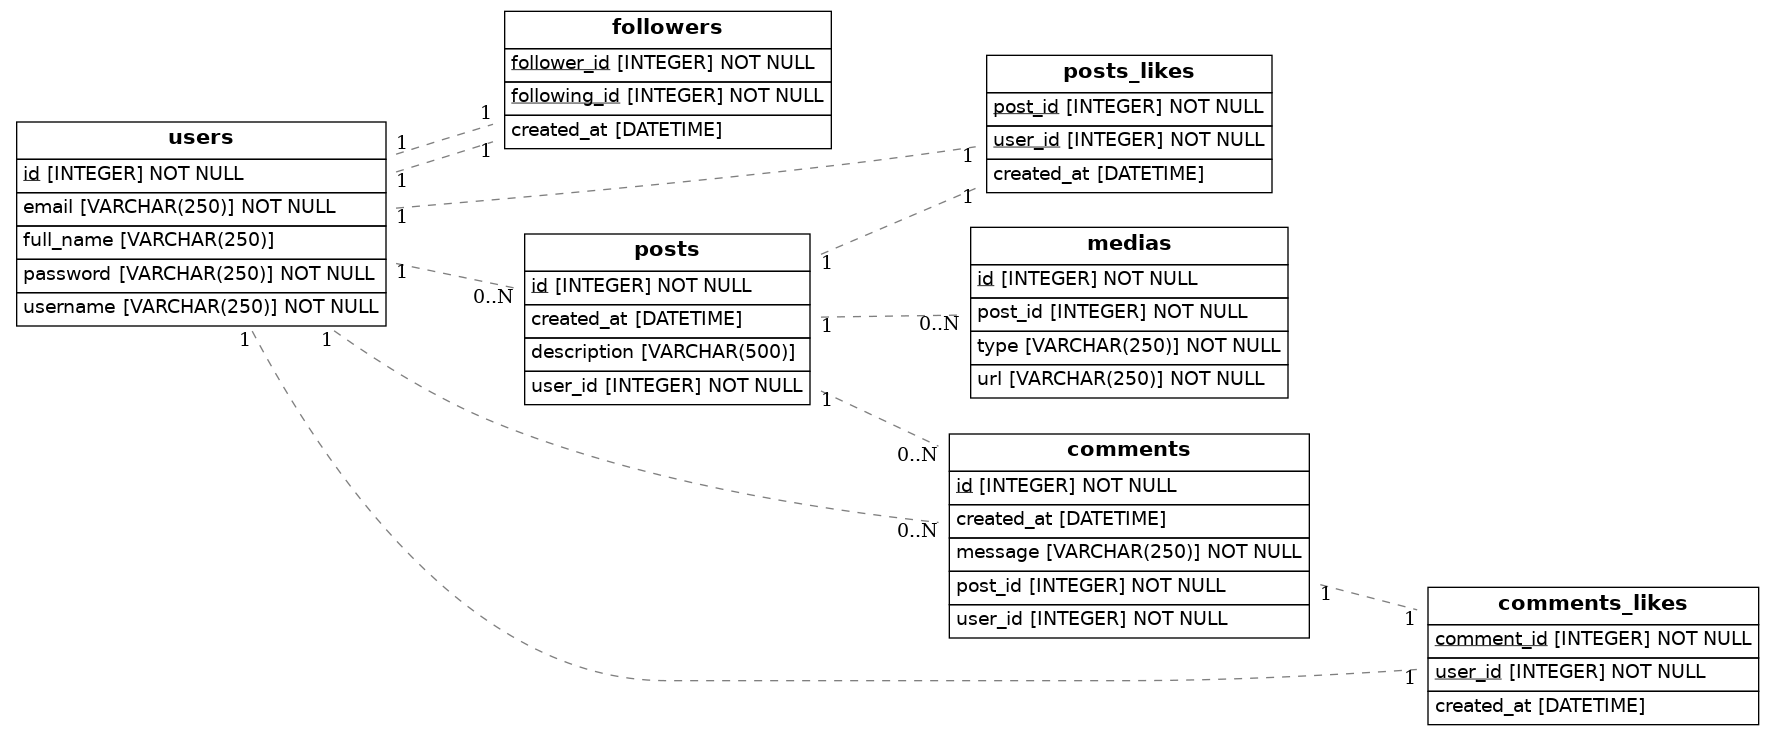 followers
follower_id [INTEGER] NOT NULL
following_id [INTEGER] NOT NULL
created_at [DATETIME]
posts_likes
post_id [INTEGER] NOT NULL
user_id [INTEGER] NOT NULL
created_at [DATETIME]
users
id [INTEGER] NOT NULL
email [VARCHAR(250)] NOT NULL
full_name [VARCHAR(250)]
password [VARCHAR(250)] NOT NULL
username [VARCHAR(250)] NOT NULL
1
1
1
1
1
1
1
0..N
posts
id [INTEGER] NOT NULL
created_at [DATETIME]
description [VARCHAR(500)]
user_id [INTEGER] NOT NULL
1
1
1
0..N
medias
id [INTEGER] NOT NULL
post_id [INTEGER] NOT NULL
type [VARCHAR(250)] NOT NULL
url [VARCHAR(250)] NOT NULL
1
1
1
0..N
0..N
comments
id [INTEGER] NOT NULL
created_at [DATETIME]
message [VARCHAR(250)] NOT NULL
post_id [INTEGER] NOT NULL
user_id [INTEGER] NOT NULL
1
1
1
comments_likes
comment_id [INTEGER] NOT NULL
user_id [INTEGER] NOT NULL
created_at [DATETIME]